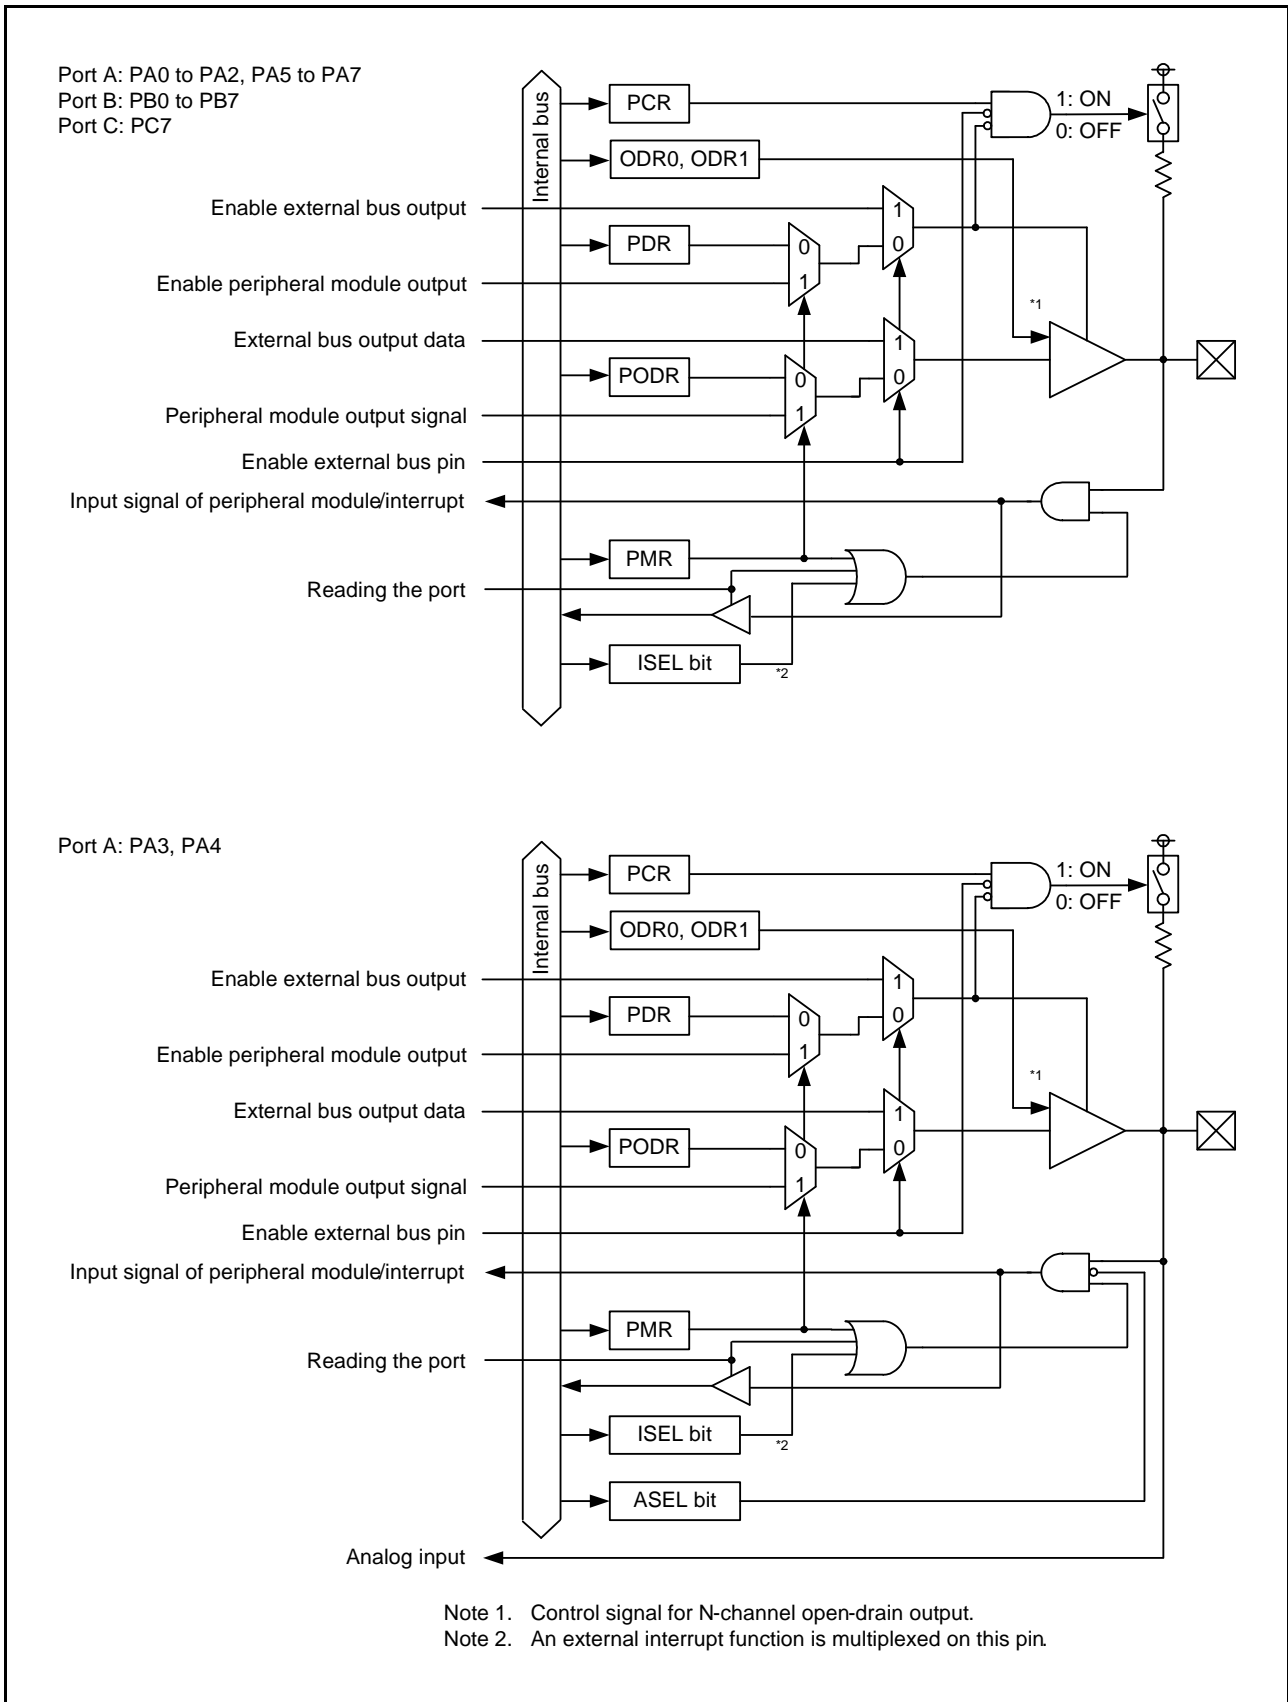 Port A: PA0 to PA2, PA5 to PA7
Port B: PB0 to PB7
Port C: PC7
Internal bus
PCR
1: ON
0: OFF
ODR0, ODR1
Enable external bus output
1
0
PDR
0
1
Enable peripheral module output
*1
External bus output data
1
0
PODR
0
1
Peripheral module output signal
Enable external bus pin
Input signal of peripheral module/interrupt
PMR
Reading the port
ISEL bit
*2
Port A: PA3, PA4
Internal bus
PCR
1: ON
0: OFF
ODR0, ODR1
Enable external bus output
1
0
PDR
0
1
Enable peripheral module output
*1
External bus output data
1
0
PODR
0
1
Peripheral module output signal
Enable external bus pin
Input signal of peripheral module/interrupt
PMR
Reading the port
ISEL bit
*2
ASEL bit
Analog input
Note 1. Control signal for N-channel open-drain output.
Note 2. An external interrupt function is multiplexed on this pin.